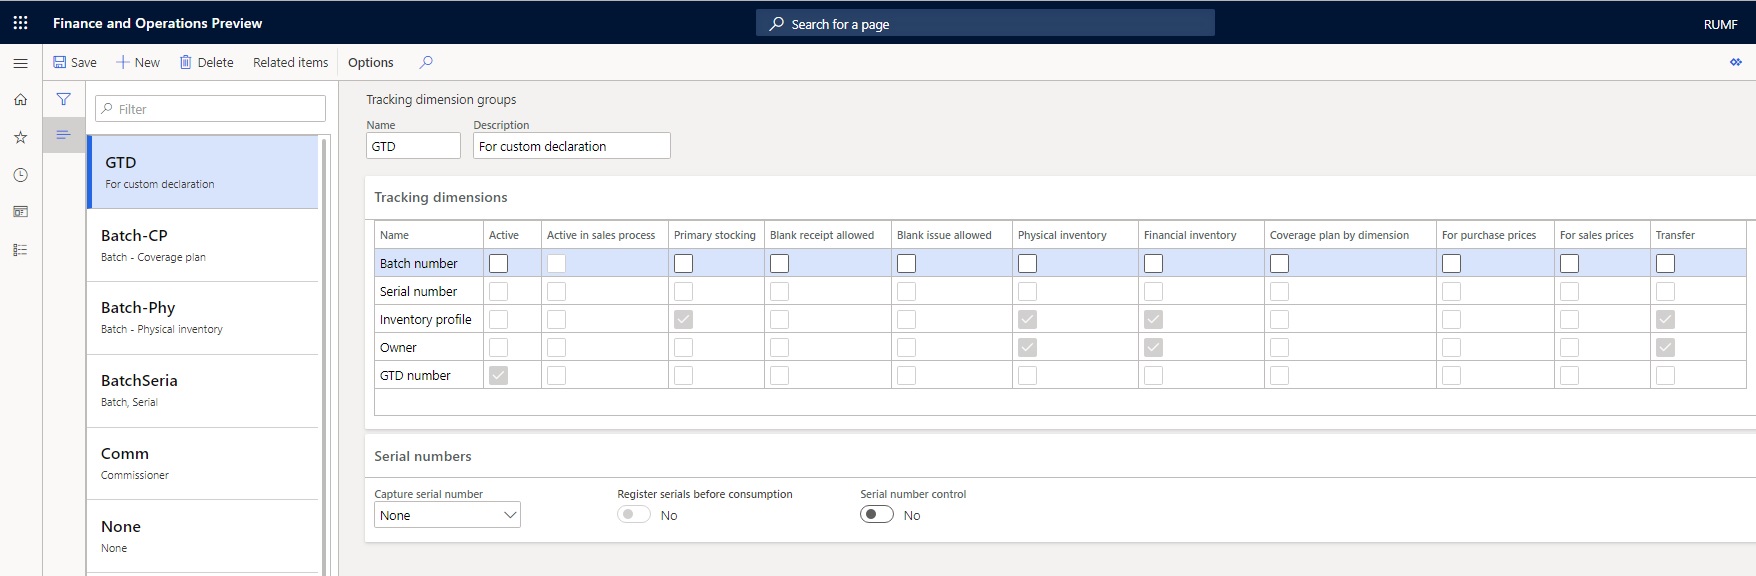 Finance and Operations Preview
Search for a page
RUMF
Save
New
Delete
Related items
Options
Filter
GTD
For custom declaration
Batch-CP
Batch - Coverage plan
Batch-Phy
Batch - Physical inventory
BatchSeria
Batch, Serial
Comm
Commissioner
None
None
Tracking dimension groups
Name Description
GTD For custom declaration
Tracking dimensions
Name Active Active in sales process Primary stocking Blank receipt allowed Blank issue allowed Physical inventory Financial inventory Coverage plan by dimension For purchase prices For sales prices Transfer
Batch number
Serial number
Inventory profile
Owner
GTD number
Serial numbers
Capture serial number Register serials before consumption Serial number control
None No No